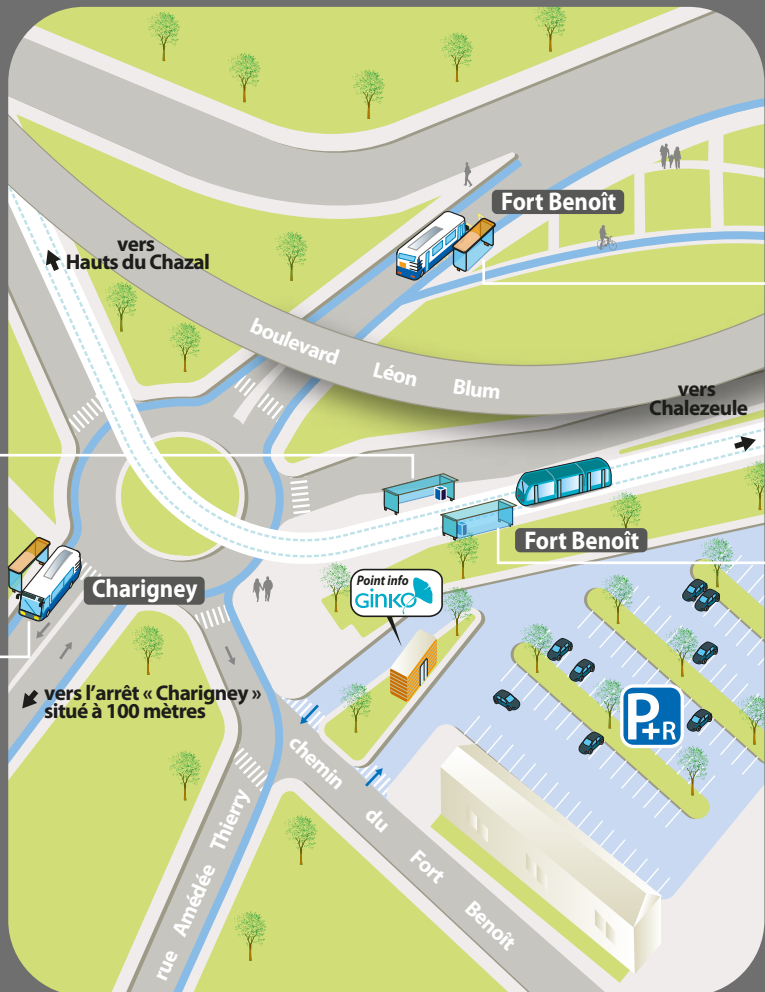 Fort Benoît
vers
Hauts du Chazal
boulevard Léon Blum
vers
Chalezeule
Fort Benoît
Point info
GiNKO
Charigney
vers l'arrêt « Charigney »
situé à 100 mètres
P+R
chemin du Fort Benoît
rue Amédée Thierry